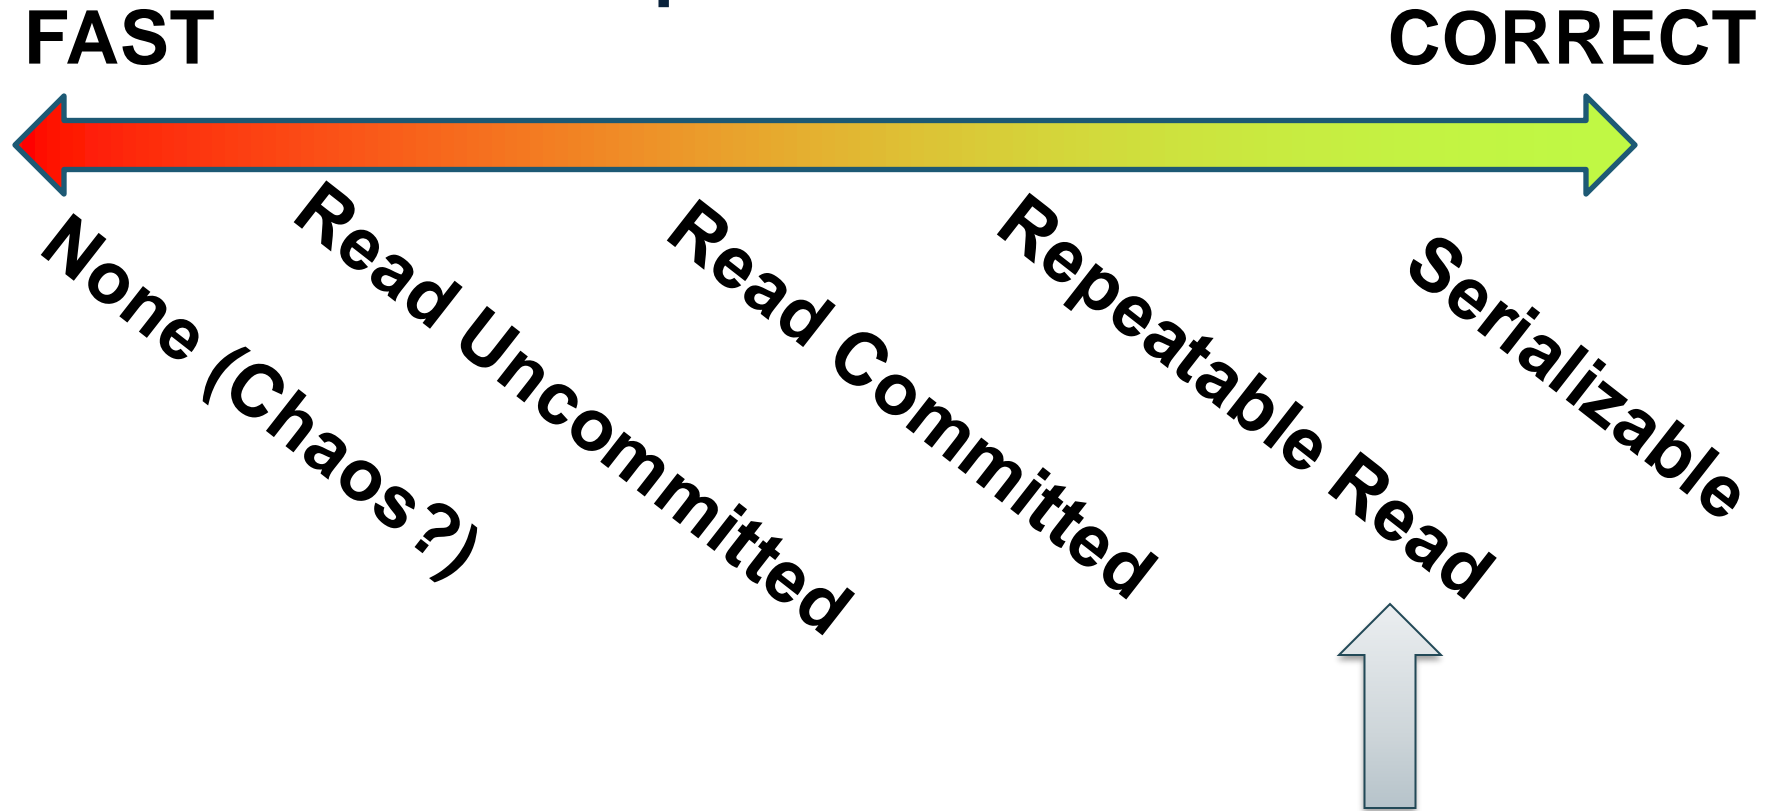 FAST
CORRECT
None (Chaos?)
Read Uncommitted
Read Committed
Repeatable Read
Serializable